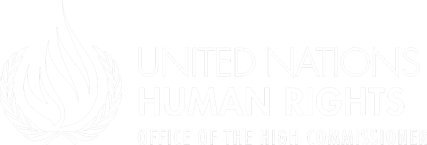 UNITED NATIONS
HUMAN RIGHTS
OFFICE OF THE HIGH COMMISSIONER